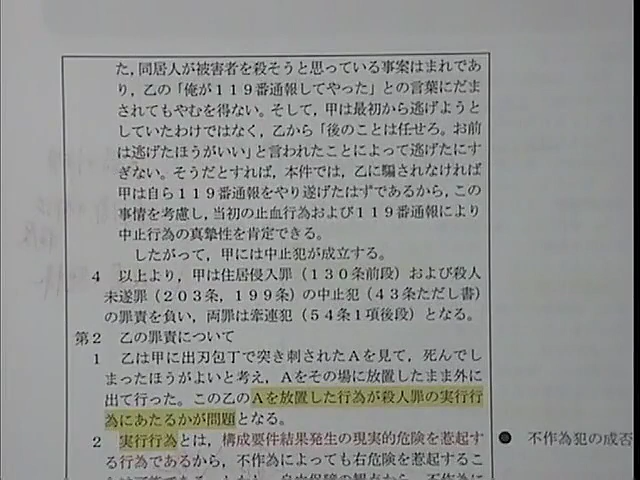 た，同居人が被害者を殺そうと思っている事案はまれであ
り，乙の「俺が１１９番通報してやった」との言葉にだま
されてもやむを得ない。そして，甲は最初から逃げようと
していたわけではなく，乙から「後のことは任せろ。お前
は逃げたほうがいい」と言われたことによって逃げたにす
ぎない。そうだとすれば，本件では，乙に騙されなければ
甲は自ら１１９番通報をやり遂げたはずであるから，この
事情を考慮し，当初の止血行為および１１９番通報により
中止行為の真摯性を肯定できる。
したがって，甲には中止犯が成立する。
４　以上より，甲は住居侵入罪（１３０条前段）および殺人
未遂罪（２０３条，１９９条）の中止犯（４３条ただし書）
の罪責を負い，両罪は牽連犯（５４条１項後段）となる。
第２　乙の罪責について
１　乙は甲に出刃包丁で突き刺されたＡを見て，死んでし
まったほうがよいと考え，Ａをその場に放置したまま外に
出て行った。この乙のＡを放置した行為が殺人罪の実行行
為にあたるかが問題となる。
２　実行行為とは，構成要件結果発生の現実的危険を惹起す
る行為であるから，不作為によっても右危険を惹起するこ
● 不作為犯の成否